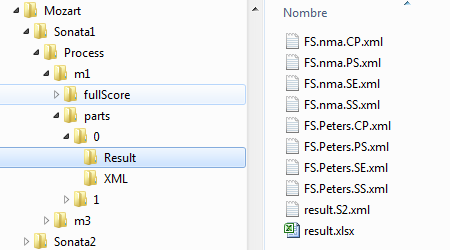 Mozart
Sonata1
Process
m1
fullScore
parts
0
Result
XML
1
m3
Sonata2
Nombre
FS.nma.CP.xml
FS.nma.PS.xml
FS.nma.SE.xml
FS.nma.SS.xml
FS.Peters.CP.xml
FS.Peters.PS.xml
FS.Peters.SE.xml
FS.Peters.SS.xml
result.S2.xml
result.xlsx